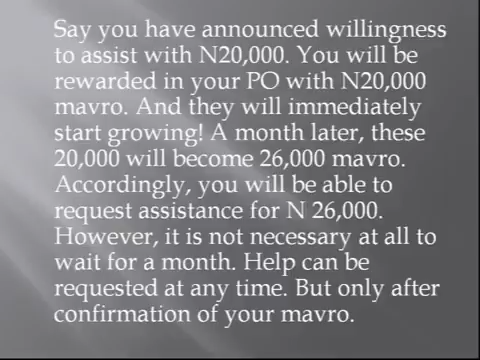 Say you have announced willingness
to assist with N20,000. You will be
rewarded in your PO with N20,000
mavro. And they will immediately
start growing! A month later, these
20,000 will become 26,000 mavro.
Accordingly, you will be able to
request assistance for N 26,000.
However, it is not necessary at all to
wait for a month. Help can be
requested at any time. But only after
confirmation of your mavro.